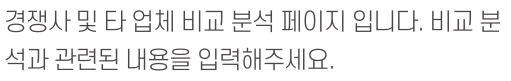 경쟁사 및 타 업체 비교 분석 페이지 입니다. 비교 분
석과 관련된 내용을 입력해주세요.